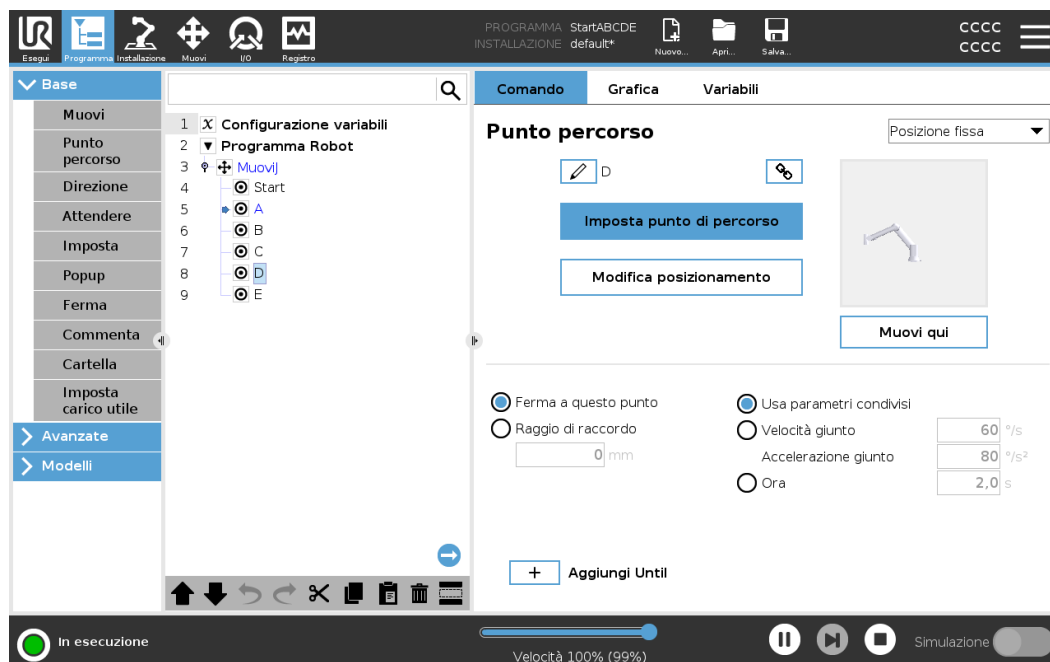 PROGRAMMA StartABCDE
INSTALLAZIONE default*
Esegui Programma Installazione Muovi I/O Registro
Nuovo... Apri... Salva...
CCCC
CCCC
Base
Muovi
Punto
percorso
Direzione
Attendere
Imposta
Popup
Ferma
Commenta
Cartella
Imposta
carico utile
Avanzate
Modelli
1 X Configurazione variabili
2 Programma Robot
3 MuoviJ
4 Start
5 A
6 B
7 C
8 D
9 E
Comando Grafica Variabili
Punto percorso
Posizione fissa
D
Imposta punto di percorso
Modifica posizionamento
Muovi qui
Ferma a questo punto
Raggio di raccordo
0 mm
Usa parametri condivisi
Velocità giunto 60 °/s
Accelerazione giunto 80 °/s²
Ora 2,0 s
+ Aggiungi Until
In esecuzione
Velocità 100% (99%)
Simulazione